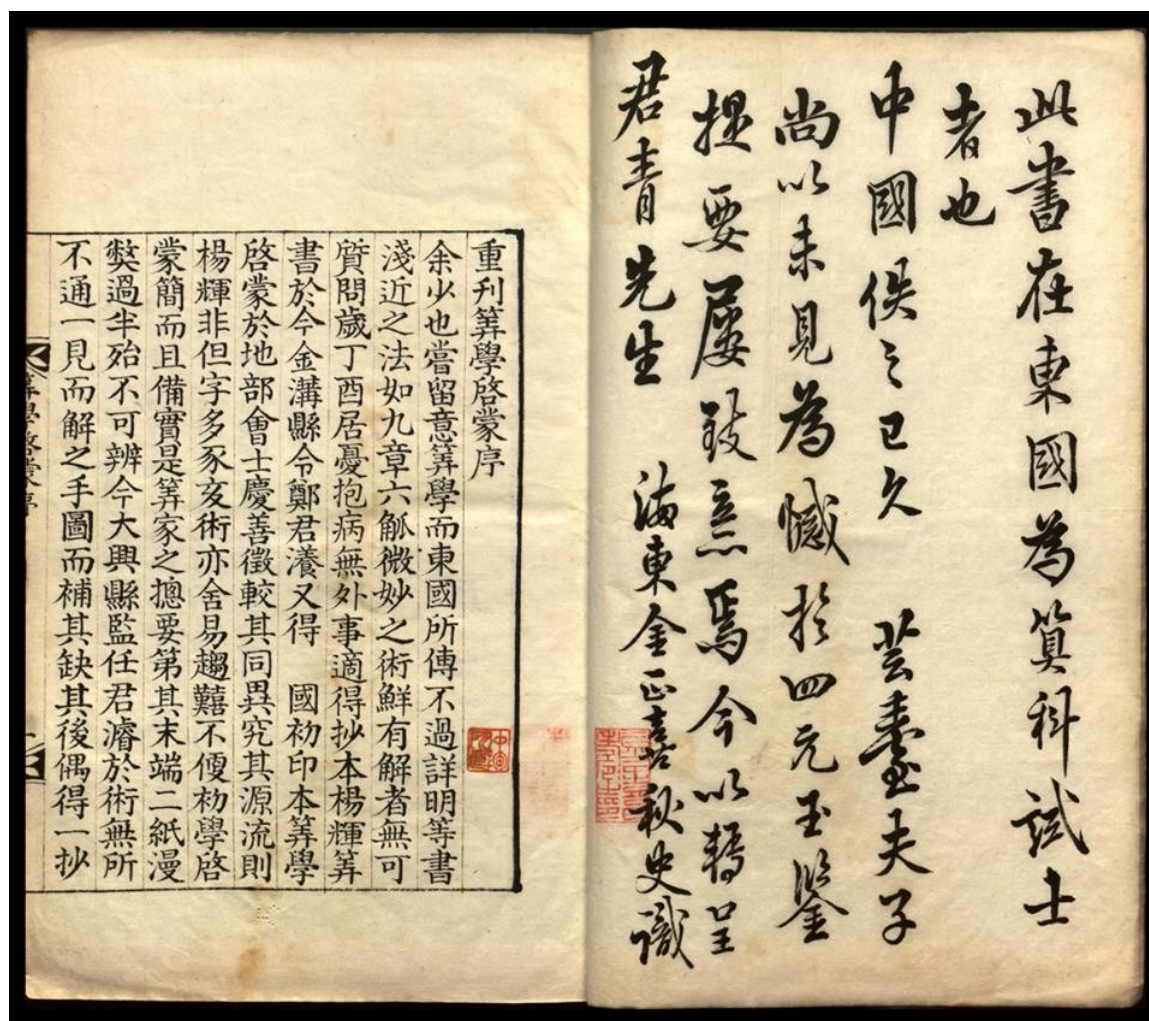 此書在東國為算科試士
者也
中國佚之已久 芸臺夫子
尚以未見為憾於四元玉鑒
提要屢致意焉今以轉呈
君青先生 海東金正喜秋史識
重刊筭學啓蒙序
余少也嘗留意筭學而東國所傳不過詳明等書
淺近之法如九章六觚微妙之術鮮有解者無可
質問歲丁酉居憂抱病無外事適得抄本楊輝筭
書於今金溝縣令鄭君瀁又得 國初印本筭學
啓蒙於地部會士慶善徵較其同異究其源流則
楊輝非但字多豕亥術亦舍易趨囏不便初學啓
蒙簡而且備實是筭家之摠要第其末端二紙漫
獘過半殆不可辨今大興縣監任君濬於術無所
不通一見而解之手圖而補其缺其後偶得一抄
筭學啓蒙序